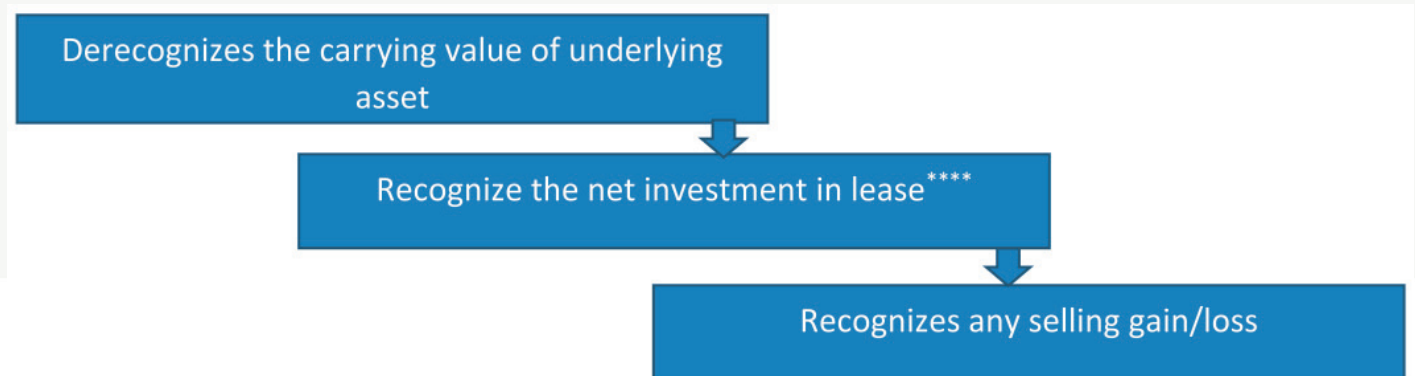 Derecognizes the carrying value of underlying
asset
Recognize the net investment in lease****
Recognizes any selling gain/loss